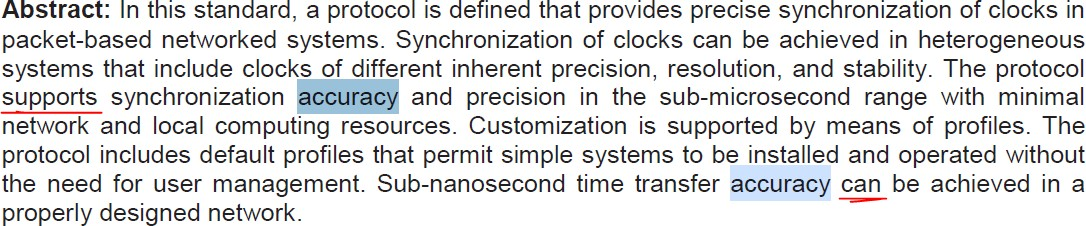 Abstract: In this standard, a protocol is defined that provides precise synchronization of clocks in
packet-based networked systems. Synchronization of clocks can be achieved in heterogeneous
systems that include clocks of different inherent precision, resolution, and stability. The protocol
supports synchronization accuracy and precision in the sub-microsecond range with minimal
network and local computing resources. Customization is supported by means of profiles. The
protocol includes default profiles that permit simple systems to be installed and operated without
the need for user management. Sub-nanosecond time transfer accuracy can be achieved in a
properly designed network.